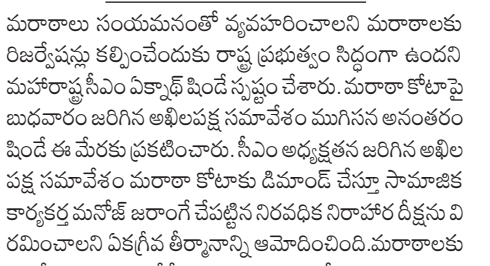 మరాఠాలు సంయమనంతో వ్యవహరించాలని మరాఠాలకు
రిజర్వేషన్లు కల్పించేందుకు రాష్ట్ర ప్రభుత్వం సిద్ధంగా ఉందని
మహారాష్ట్ర సీఎం ఏక్నాథ్ షిండే స్పష్టం చేశారు. మరాఠా కోటాపై
బుధవారం జరిగిన అఖిలపక్ష సమావేశం ముగిసన అనంతరం
షిండే ఈ మేరకు ప్రకటించారు. సీఎం అధ్యక్షతన జరిగిన అఖిల
పక్ష సమావేశం మరాఠా కోటాకు డిమాండ్ చేస్తూ సామాజిక
కార్యకర్త మనోజ్ జరాంగే చేపట్టిన నిరవధిక నిరాహార దీక్షను వి
రమించాలని ఏకగ్రీవ తీర్మానాన్ని ఆమోదించింది.మరాఠాలకు